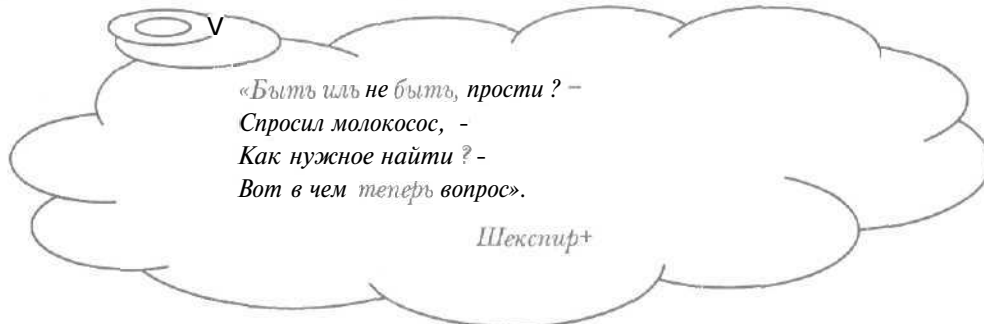 V
«Быть иль не быть, прости ? –
Спросил молокосос, -
Как нужное найти ? -
Вот в чем теперь вопрос».
Шекспир+